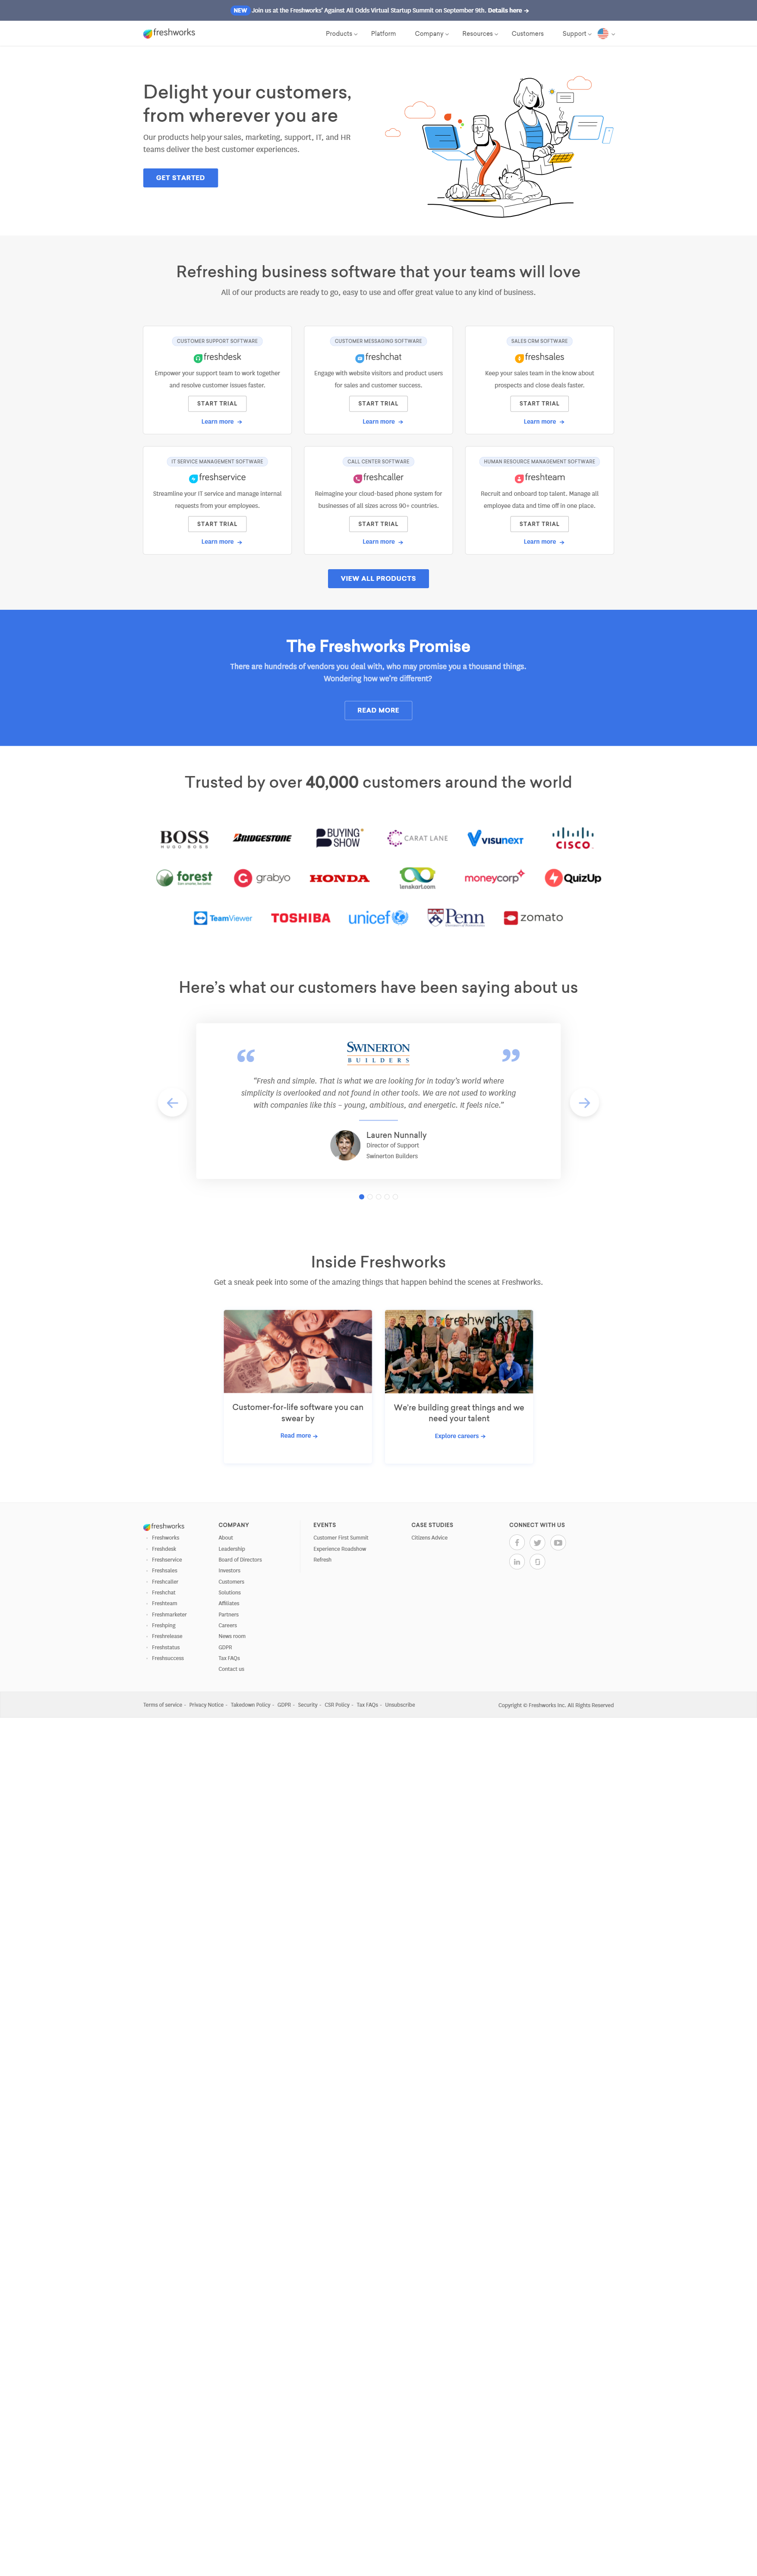 NEW Join us at the Freshworks' Against All Odds Virtual Startup Summit on September 9th. Details here →
freshworks
Products
Platform
Company
Resources
Customers
Support
Delight your customers,
from wherever you are
Our products help your sales, marketing, support, IT, and HR
teams deliver the best customer experiences.
GET STARTED
Refreshing business software that your teams will love
All of our products are ready to go, easy to use and offer great value to any kind of business.
CUSTOMER SUPPORT SOFTWARE
freshdesk
Empower your support team to work together
and resolve customer issues faster.
START TRIAL
Learn more →
CUSTOMER MESSAGING SOFTWARE
freshchat
Engage with website visitors and product users
for sales and customer success.
START TRIAL
Learn more →
SALES CRM SOFTWARE
freshsales
Keep your sales team in the know about
prospects and close deals faster.
START TRIAL
Learn more →
IT SERVICE MANAGEMENT SOFTWARE
freshservice
Streamline your IT service and manage internal
requests from your employees.
START TRIAL
Learn more →
CALL CENTER SOFTWARE
freshcaller
Reimagine your cloud-based phone system for
businesses of all sizes across 90+ countries.
START TRIAL
Learn more →
HUMAN RESOURCE MANAGEMENT SOFTWARE
freshteam
Recruit and onboard top talent. Manage all
employee data and time off in one place.
START TRIAL
Learn more →
VIEW ALL PRODUCTS
The Freshworks Promise
There are hundreds of vendors you deal with, who may promise you a thousand things.
Wondering how we're different?
READ MORE
Trusted by over 40,000 customers around the world
BOSS
HUGO BOSS
BRIDGESTONE
BUYING
SHOW
CARAT LANE
VISUNEXT
CISCO
forest
grabyo
HONDA
lenskart.com
moneycorp
QuizUp
TeamViewer
TOSHIBA
unicef
Penn
zomato
Here's what our customers have been saying about us
“
SWINERTON
BUILDERS
”
"Fresh and simple. That is what we are looking for in today's world where
simplicity is overlooked and not found in other tools. We are not used to working
with companies like this – young, ambitious, and energetic. It feels nice."
Lauren Nunnally
Director of Support
Swinerton Builders
Inside Freshworks
Get a sneak peek into some of the amazing things that happen behind the scenes at Freshworks.
freshworks
Customer-for-life software you can
swear by
Read more →
We're building great things and we
need your talent
Explore careers →
freshworks
Freshworks
Freshdesk
Freshservice
Freshsales
Freshcaller
Freshchat
Freshteam
Freshmarketer
Freshping
Freshrelease
Freshstatus
Freshsuccess
COMPANY
About
Leadership
Board of Directors
Investors
Customers
Solutions
Affiliates
Partners
Careers
News room
GDPR
Tax FAQs
Contact us
EVENTS
Customer First Summit
Experience Roadshow
Refresh
CASE STUDIES
Citizens Advice
CONNECT WITH US
Terms of service
Privacy Notice
Takedown Policy
GDPR
Security
CSR Policy
Tax FAQs
Unsubscribe
Copyright © Freshworks Inc. All Rights Reserved